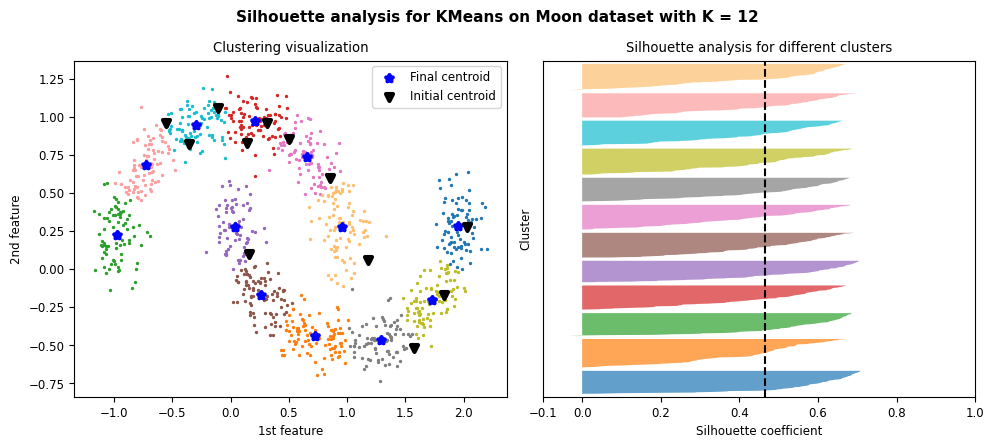 Silhouette analysis for KMeans on Moon dataset with K = 12
Clustering visualization
Final centroid
Initial centroid
1.25
1.00
0.75
0.50
0.25
0.00
−0.25
−0.50
−0.75
2nd feature
−1.0 −0.5 0.0 0.5 1.0 1.5 2.0
1st feature
Silhouette analysis for different clusters
Cluster
−0.1 0.0 0.2 0.4 0.6 0.8 1.0
Silhouette coefficient